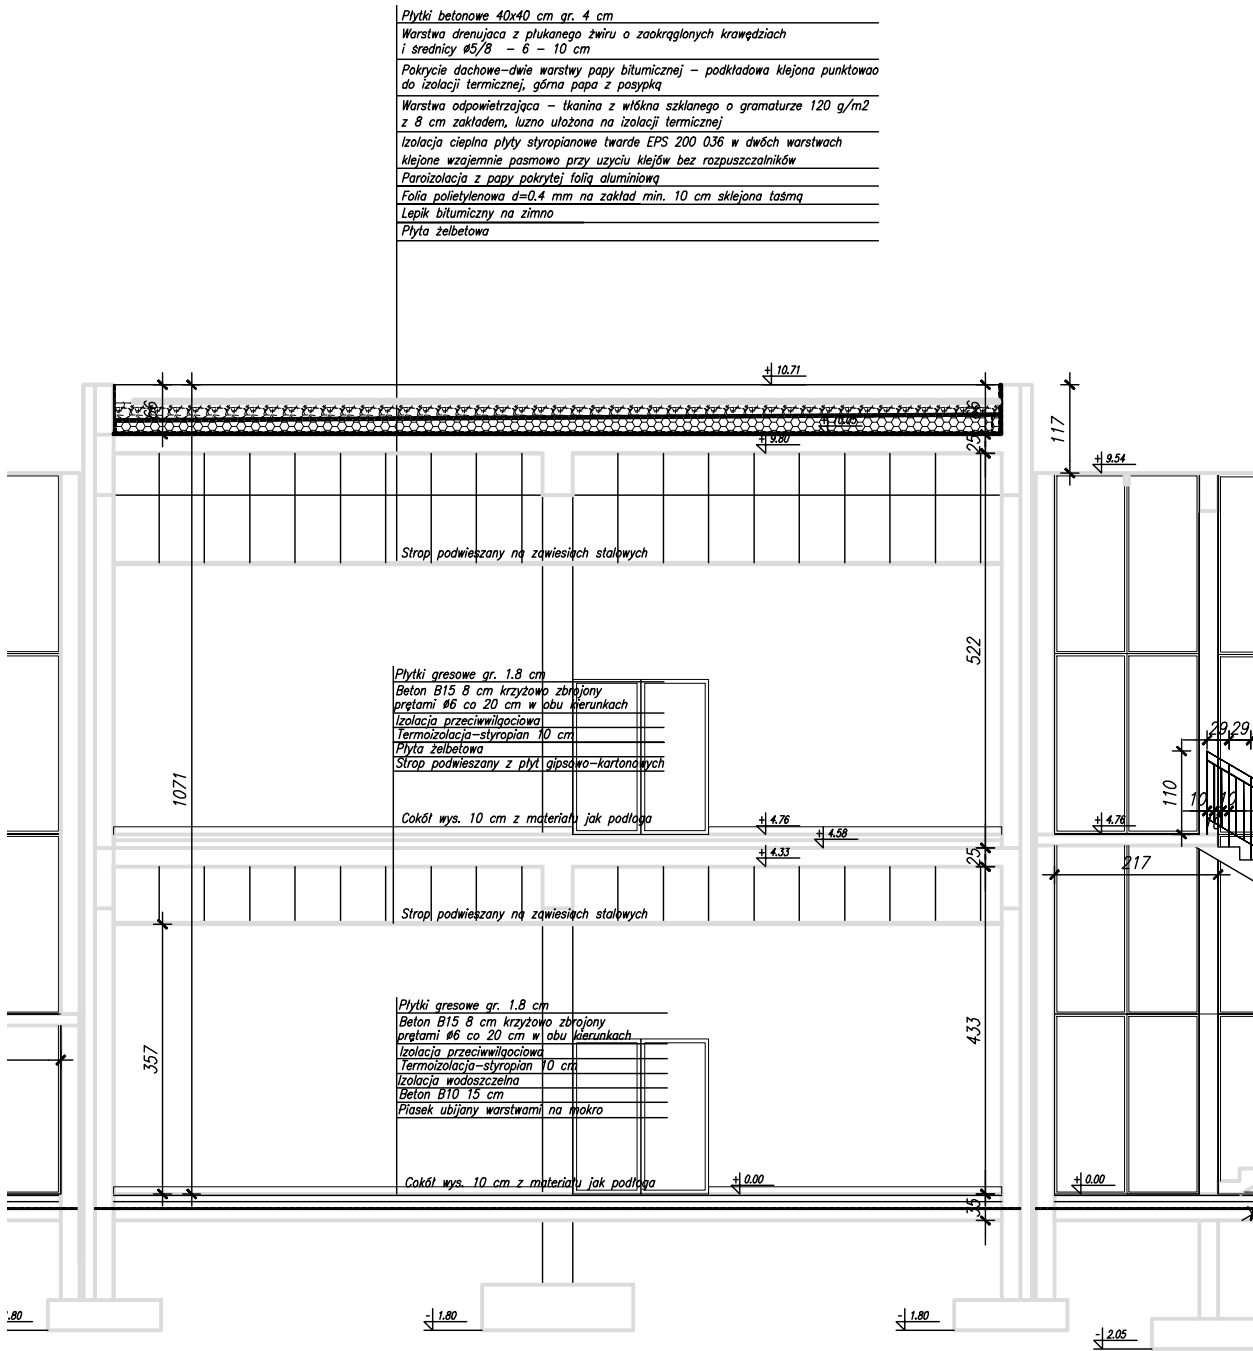 Płytki betonowe 40x40 cm gr. 4 cm
Warstwa drenująca z płukanego żwiru o zaokrąglonych krawędziach
i średnicy ø5/8 – 6 – 10 cm
Pokrycie dachowe–dwie warstwy papy bitumicznej – podkładowa klejona punktowao
do izolacji termicznej, górna papa z posypką
Warstwa odpowietrzająca – tkanina z włókna szklanego o gramaturze 120 g/m2
z 8 cm zakładem, luzno ułożona na izolacji termicznej
Izolacja cieplna płyty styropianowe twarde EPS 200 036 w dwóch warstwach
klejone wzajemnie pasmowo przy uzyciu klejów bez rozpuszczalników
Paroizolacja z papy pokrytej folią aluminiową
Folia polietylenowa d=0.4 mm na zakład min. 10 cm sklejona taśmą
Lepik bitumiczny na zimno
Płyta żelbetowa
+ 10.71
66
66
+ 10.05
+ 9.80
25
117
+ 9.54
Strop podwieszany na zawiesiach stalowych
522
Płytki gresowe gr. 1.8 cm
Beton B15 8 cm krzyżowo zbrojony
prętami ø6 co 20 cm w obu kierunkach
Izolacja przeciwwilgociowa
Termoizolacja–styropian 10 cm
Płyta żelbetowa
Strop podwieszany z płyt gipsowo–kartonowych
29
29
110
10
10
1071
Cokół wys. 10 cm z materiału jak podłoga
+ 4.76
+ 4.58
+ 4.33
+ 4.76
25
217
Strop podwieszany na zawiesiach stalowych
357
433
Płytki gresowe gr. 1.8 cm
Beton B15 8 cm krzyżowo zbrojony
prętami ø6 co 20 cm w obu kierunkach
Izolacja przeciwwilgociowa
Termoizolacja–styropian 10 cm
Izolacja wodoszczelna
Beton B10 15 cm
Piasek ubijany warstwami na mokro
Cokół wys. 10 cm z materiału jak podłoga
+ 0.00
+ 0.00
35
.80
- 1.80
- 1.80
- 2.05